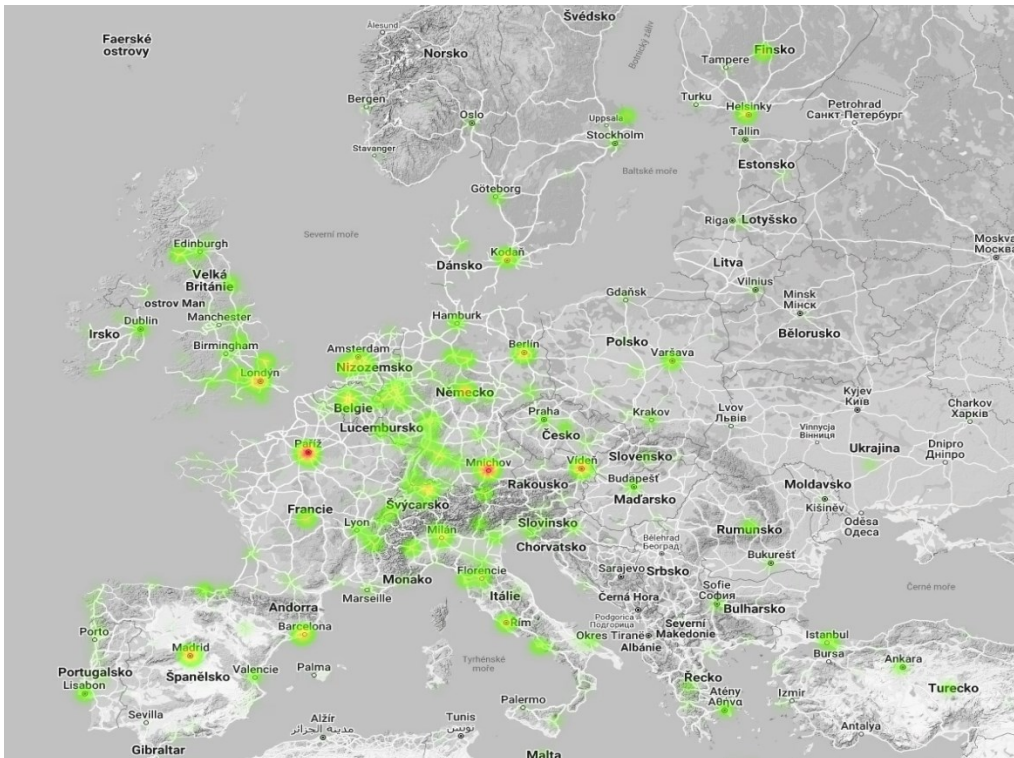 Švédsko
Ålesund
Faerské
ostrovy
Norsko
Botnický záliv
Finsko
Tampere
Bergen
Turku
Helsinky
Petrohrad
Санкт-Петербург
Oslo
Uppsala
Stockholm
Tallin
Stavanger
Estonsko
Baltské moře
Göteborg
Riga
Lotyšsko
Severní moře
Moskva
Москва
Edinburgh
Kodaň
Dánsko
Litva
Velká
Británie
Vilnius
Gdaňsk
Minsk
Мінск
ostrov Man
Dublin
Manchester
Hamburk
Irsko
Bělorusko
Birmingham
Amsterdam
Berlín
Polsko
Varšava
Nizozemsko
Londýn
Německo
Kyjev
Київ
Belgie
Praha
Krakov
Lvov
Львів
Charkov
Харків
Lucembursko
Česko
Vinnycja
Вінниця
Paříž
Ukrajina
Dnipro
Дніпро
Mnichov
Vídeň
Slovensko
Rakousko
Budapešť
Moldavsko
Švýcarsko
Maďarsko
Kišiněv
Francie
Lyon
Milán
Slovinsko
Rumunsko
Oděsa
Одеса
Chorvatsko
Bělehrad
Београд
Bukurešť
Florencie
Monako
Sarajevo
Srbsko
Marseille
Sofie
София
Černé moře
Itálie
Andorra
Černá Hora
Bulharsko
Podgorica
Подгорица
Severní
Makedonie
Porto
Barcelona
Řím
Okres Tiranë
Albánie
Istanbul
Bursa
Madrid
Tyrhénské
moře
Ankara
Portugalsko
Španělsko
Valencie
Palma
Řecko
Lisabon
Atény
Αθήνα
Izmir
Turecko
Palermo
Sevilla
Alžír
مدينة الجزائر
Tunis
تونس
Antalya
Gibraltar
Malta